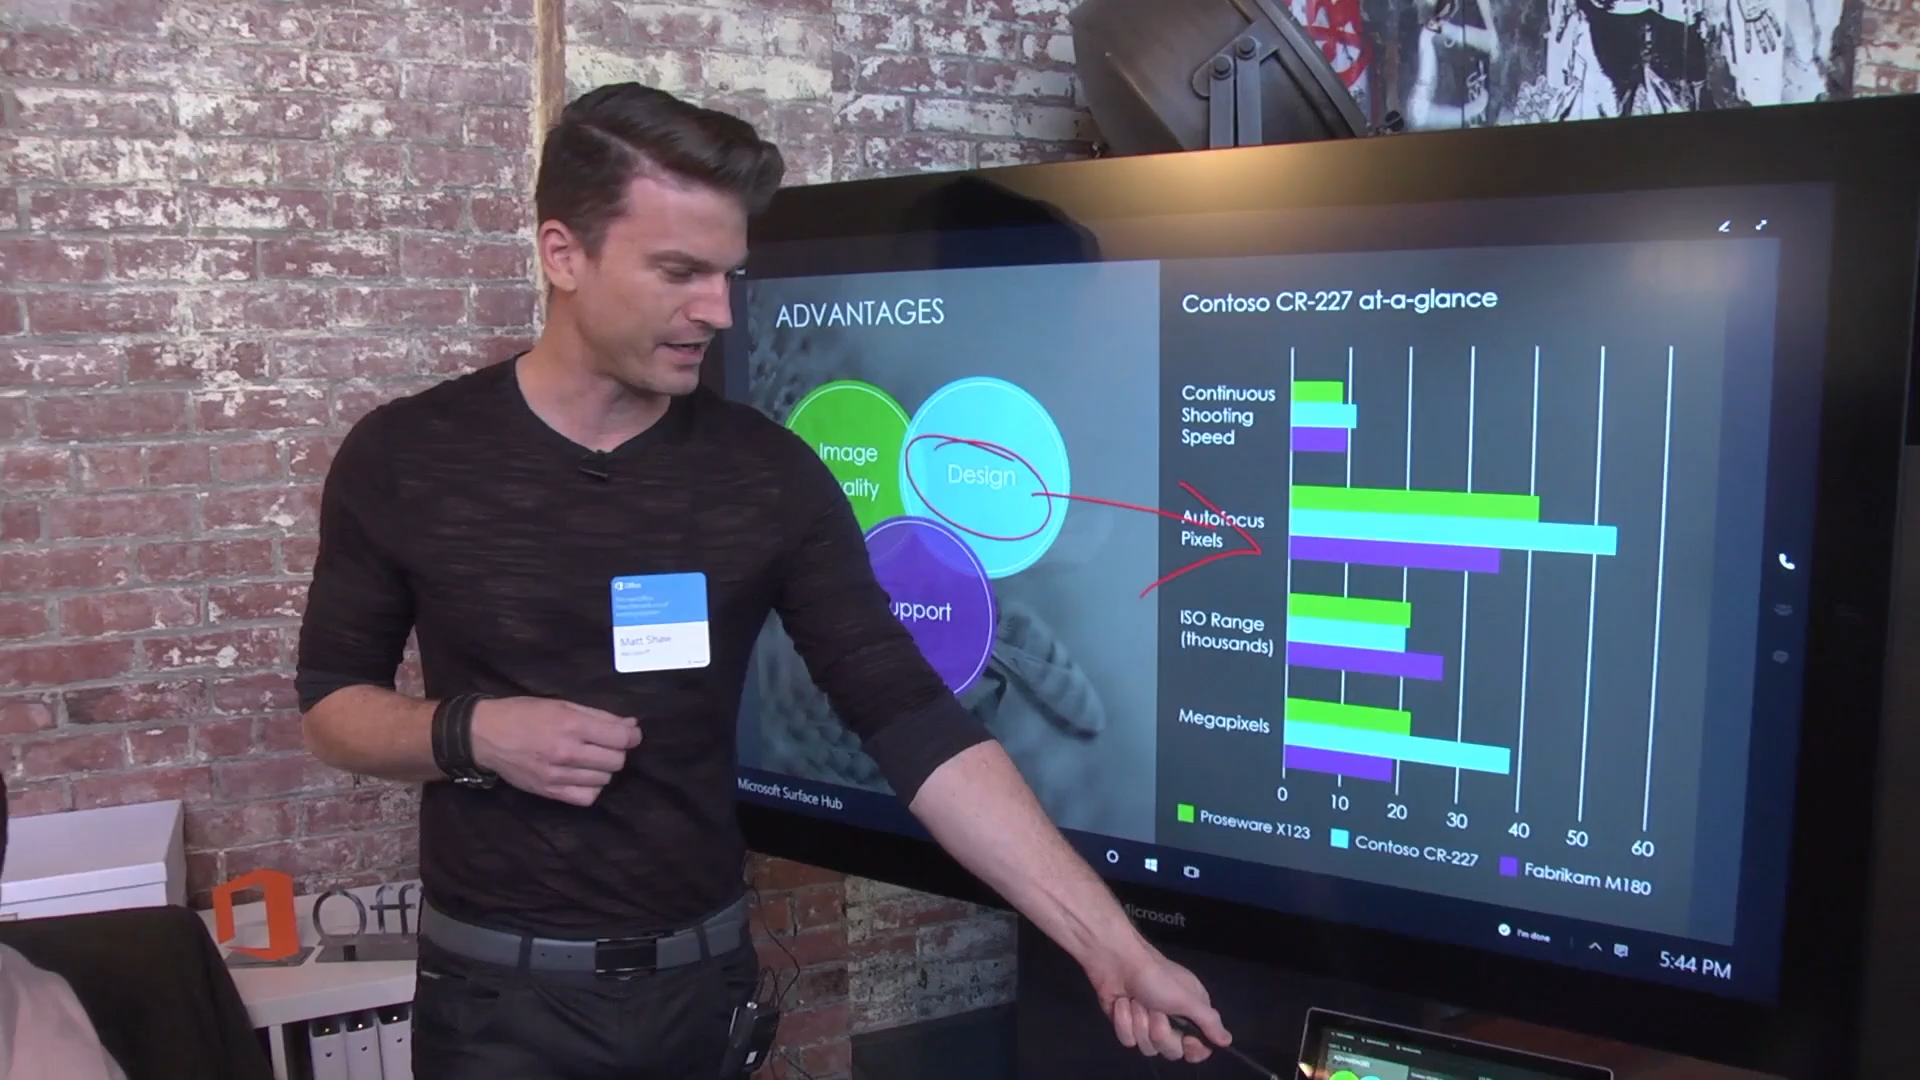 ADVANTAGES
Image
ality
Design
upport
Microsoft Surface Hub
Contoso CR-227 at-a-glance
Continuous
Shooting
Speed
Autofocus
Pixels
ISO Range
(thousands)
Megapixels
0 10 20 30 40 50 60
Proseware X123 Contoso CR-227 Fabrikam M180
I'm done
5:44 PM
Microsoft
Office
Matt Shaw
Off
ADVANTAGES